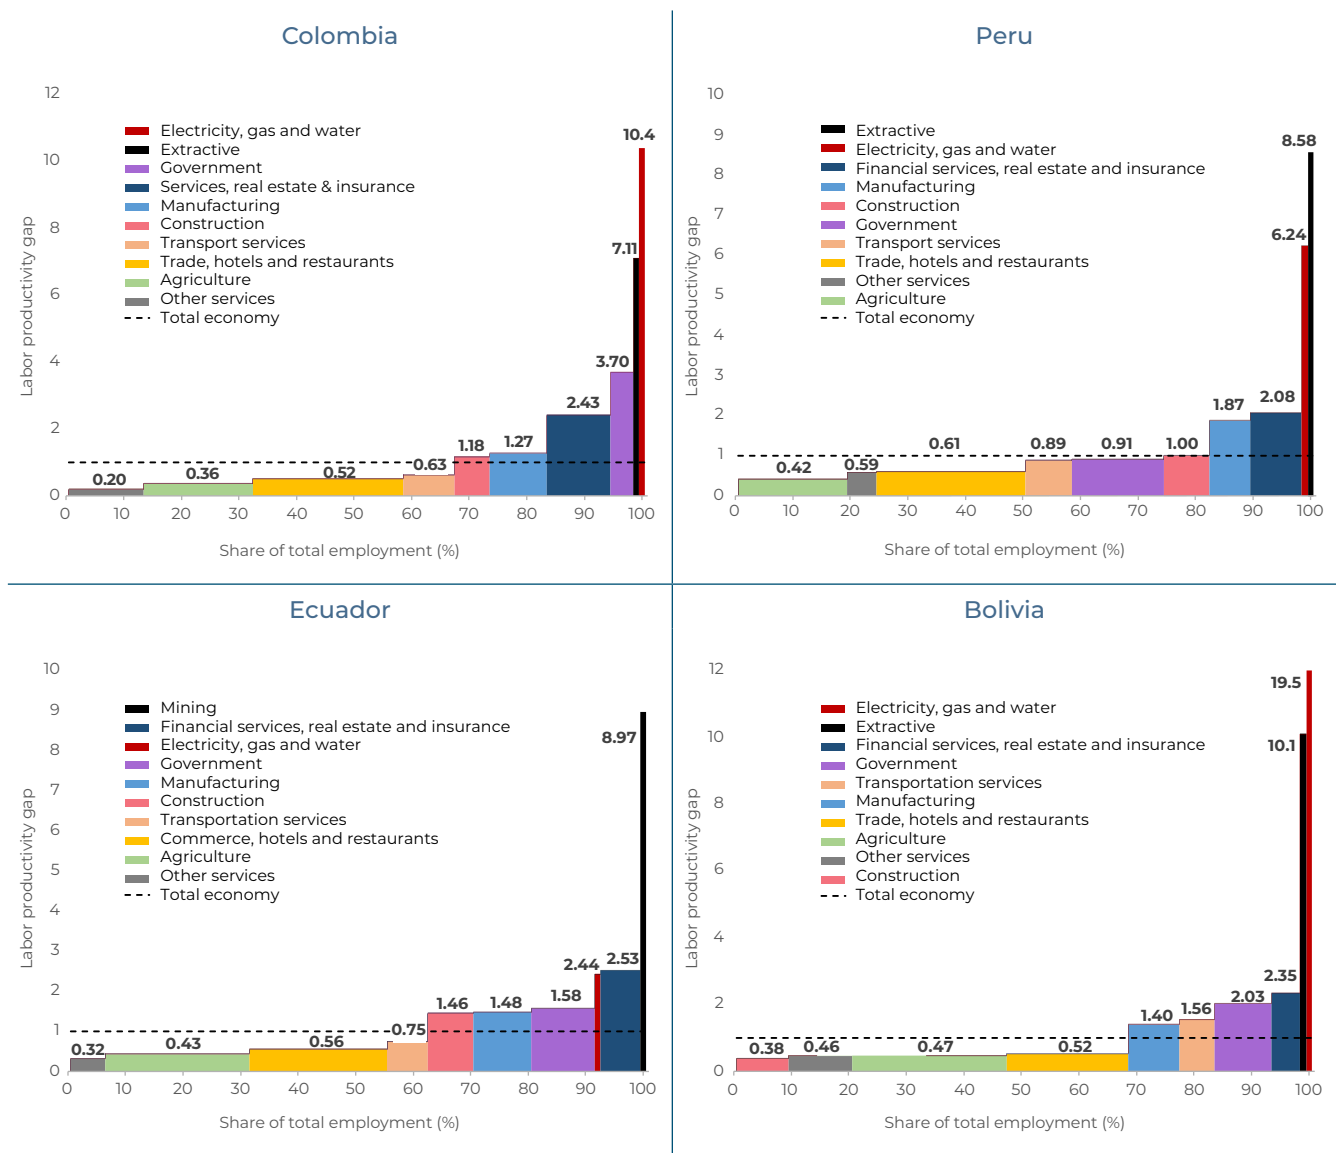 Colombia
12
10
8
6
4
2
0
Labor productivity gap
Electricity, gas and water
Extractive
Government
Services, real estate & insurance
Manufacturing
Construction
Transport services
Trade, hotels and restaurants
Agriculture
Other services
Total economy
0.20
0.36
0.52
0.63
1.18
1.27
2.43
3.70
7.11
10.4
0 10 20 30 40 50 60 70 80 90 100
Share of total employment (%)
Peru
10
9
8
7
6
5
4
3
2
1
0
Labor productivity gap
Extractive
Electricity, gas and water
Financial services, real estate and insurance
Manufacturing
Construction
Government
Transport services
Trade, hotels and restaurants
Other services
Agriculture
Total economy
0.42
0.59
0.61
0.89
0.91
1.00
1.87
2.08
6.24
8.58
0 10 20 30 40 50 60 70 80 90 100
Share of total employment (%)
Ecuador
10
9
8
7
6
5
4
3
2
1
0
Labor productivity gap
Mining
Financial services, real estate and insurance
Electricity, gas and water
Government
Manufacturing
Construction
Transportation services
Commerce, hotels and restaurants
Agriculture
Other services
Total economy
0.32
0.43
0.56
0.75
1.46
1.48
1.58
2.44
2.53
8.97
0 10 20 30 40 50 60 70 80 90 100
Share of total employment (%)
Bolivia
12
10
8
6
4
2
0
Labor productivity gap
Electricity, gas and water
Extractive
Financial services, real estate and insurance
Government
Transportation services
Manufacturing
Trade, hotels and restaurants
Agriculture
Other services
Construction
Total economy
0.38
0.46
0.47
0.52
1.40
1.56
2.03
2.35
10.1
19.5
0 10 20 30 40 50 60 70 80 90 100
Share of total employment (%)